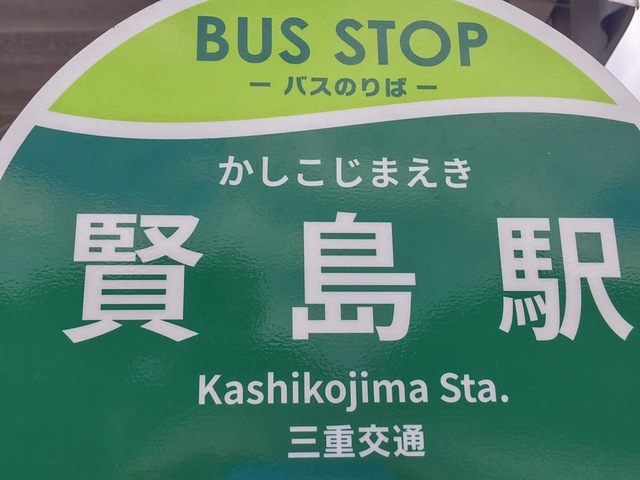 BUS STOP
ー バスのりば ー
かしこじまえき
賢島駅
Kashikojima Sta.
三重交通